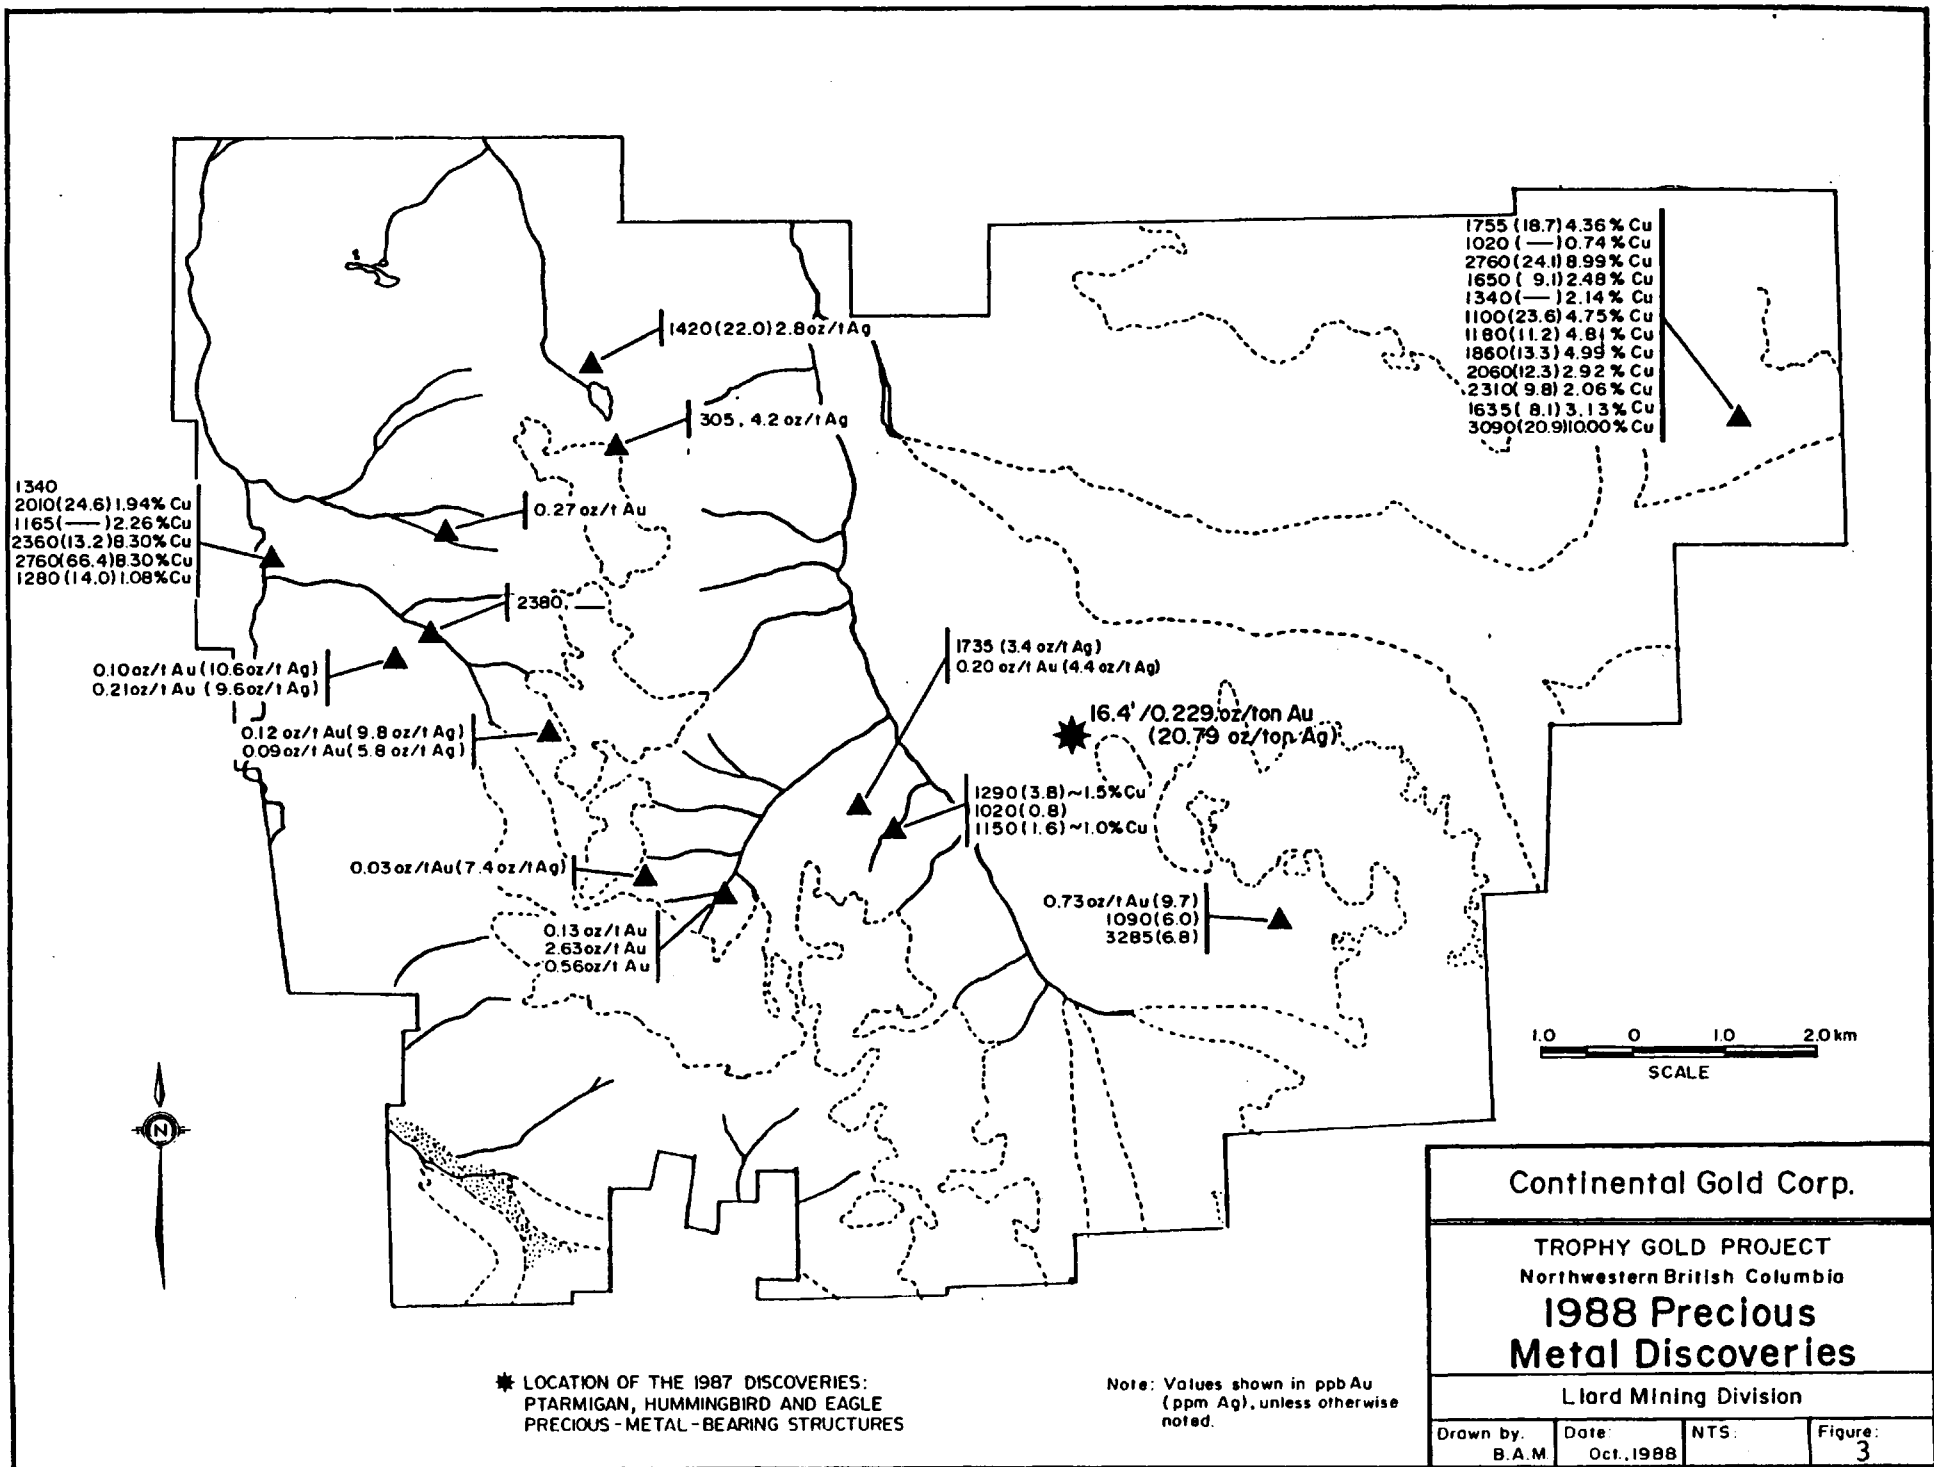 1755 (18.7) 4.36% Cu
1020 ( — ) 0.74% Cu
2760 (24.1) 8.99% Cu
1650 ( 9.1) 2.48% Cu
1340 ( — ) 2.14% Cu
1100 (23.6) 4.75% Cu
1180 (11.2) 4.81% Cu
1860 (13.3) 4.99% Cu
2060 (12.3) 2.92% Cu
2310 ( 9.8) 2.06% Cu
1635 ( 8.1) 3.13% Cu
3090 (20.9) 10.00% Cu
1420 (22.0) 2.8 oz/t Ag
305, 4.2 oz/t Ag
1340
2010 (24.6) 1.94% Cu
1165 ( — ) 2.26% Cu
2360 (13.2) 8.30% Cu
2760 (66.4) 8.30% Cu
1280 (14.0) 1.08% Cu
0.27 oz/t Au
2380, —
0.10 oz/t Au (10.6 oz/t Ag)
0.21 oz/t Au (9.6 oz/t Ag)
1735 (3.4 oz/t Ag)
0.20 oz/t Au (4.4 oz/t Ag)
16.4' / 0.229 oz/ton Au
(20.79 oz/ton Ag)
0.12 oz/t Au (9.8 oz/t Ag)
0.09 oz/t Au (5.8 oz/t Ag)
1290 (3.8) ~1.5% Cu
1020 (0.8)
1150 (1.6) ~1.0% Cu
0.03 oz/t Au (7.4 oz/t Ag)
0.13 oz/t Au
2.63 oz/t Au
0.56 oz/t Au
0.73 oz/t Au (9.7)
1090 (6.0)
3285 (6.8)
1.0 0 1.0 2.0 km
SCALE
N
Continental Gold Corp.
TROPHY GOLD PROJECT
Northwestern British Columbia
1988 Precious
Metal Discoveries
Liard Mining Division
Drawn by. B.A.M. Date: Oct., 1988 NTS: Figure: 3
LOCATION OF THE 1987 DISCOVERIES:
PTARMIGAN, HUMMINGBIRD AND EAGLE
PRECIOUS-METAL-BEARING STRUCTURES
Note: Values shown in ppb Au
(ppm Ag), unless otherwise
noted.